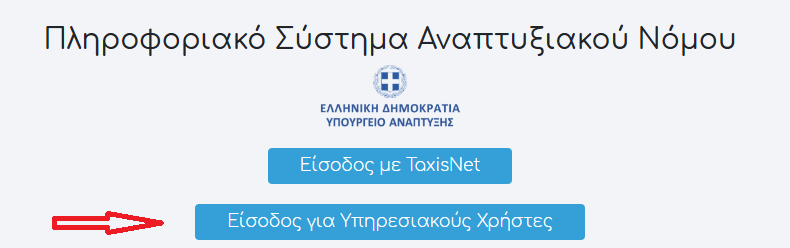 Πληροφοριακό Σύστημα Αναπτυξιακού Νόμου
ΕΛΛΗΝΙΚΗ ΔΗΜΟΚΡΑΤΙΑ
ΥΠΟΥΡΓΕΙΟ ΑΝΑΠΤΥΞΗΣ
Είσοδος με TaxisNet
Είσοδος για Υπηρεσιακούς Χρήστες